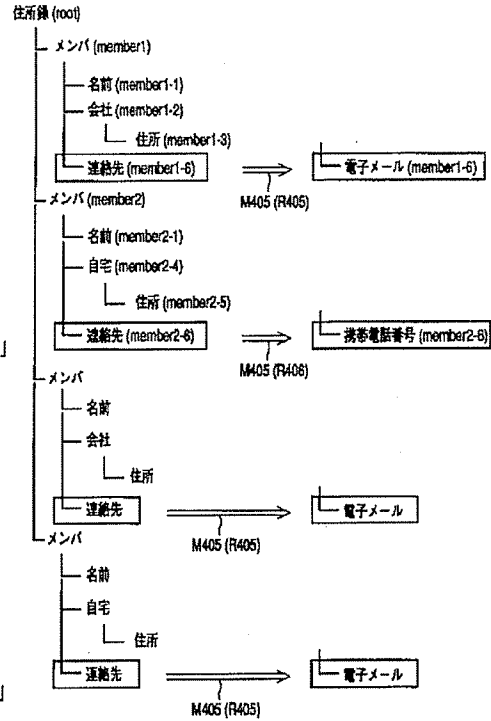 住所録 (root)
メンバ (member1)
名前 (member1-1)
会社 (member1-2)
住所 (member1-3)
連絡先 (member1-6)
電子メール (member1-6)
M405 (R405)
メンバ (member2)
名前 (member2-1)
自宅 (member2-4)
住所 (member2-5)
連絡先 (member2-6)
携帯電話番号 (member2-6)
」
M405 (R406)
メンバ
名前
会社
住所
連絡先
電子メール
M405 (R405)
メンバ
名前
自宅
住所
連絡先
電子メール
」
M405 (R405)